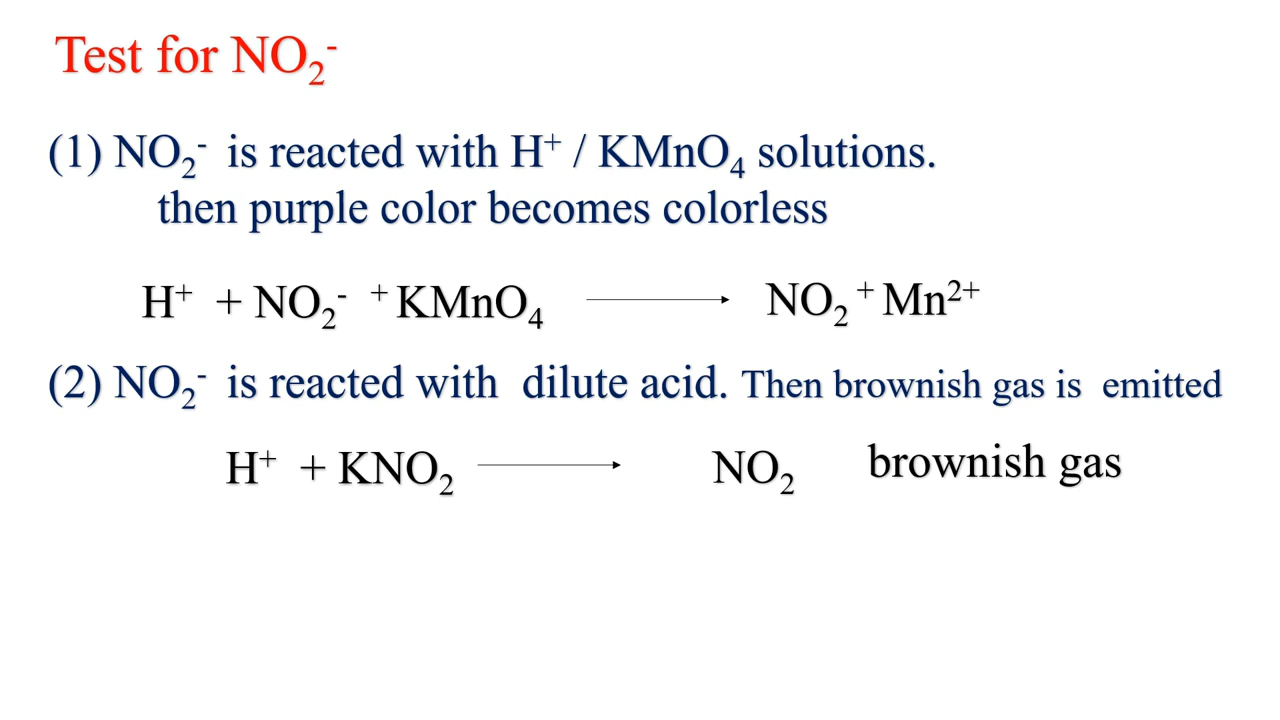 Test for NO₂⁻
(1) NO₂⁻ is reacted with H⁺ / KMnO₄ solutions.
then purple color becomes colorless
H⁺ + NO₂⁻ ⁺ KMnO₄ ⟶ NO₂ ⁺ Mn²⁺
(2) NO₂⁻ is reacted with dilute acid. Then brownish gas is emitted
H⁺ + KNO₂ ⟶ NO₂ brownish gas